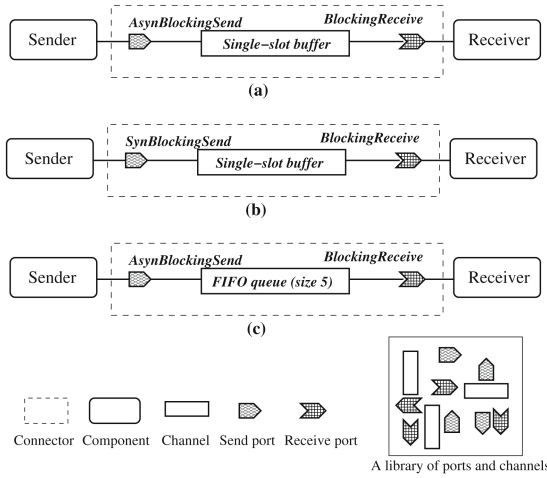 AsynBlockingSend BlockingReceive
Sender Single−slot buffer Receiver
(a)
SynBlockingSend BlockingReceive
Sender Single−slot buffer Receiver
(b)
AsynBlockingSend BlockingReceive
Sender FIFO queue (size 5) Receiver
(c)
Connector Component Channel Send port Receive port
A library of ports and channels